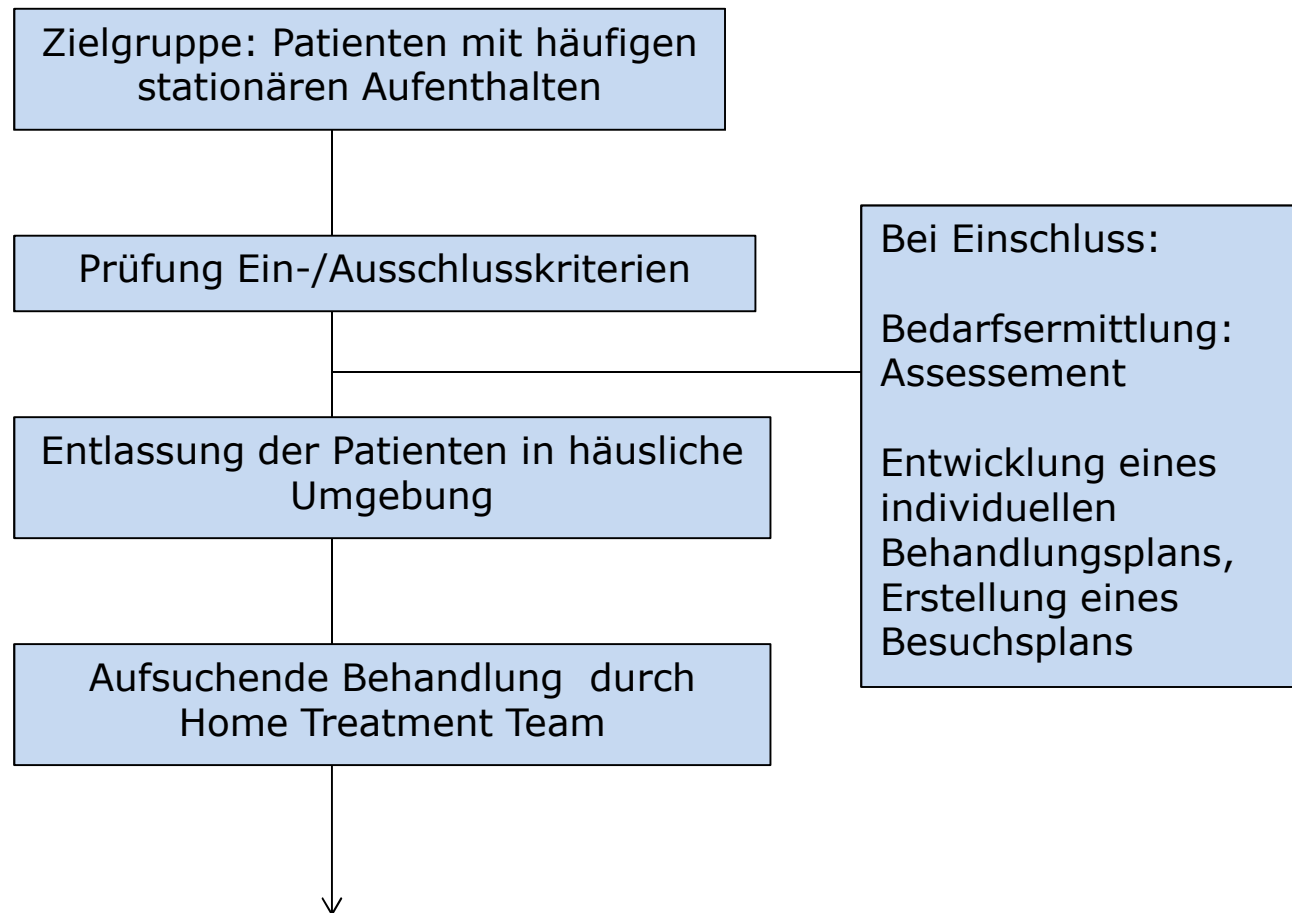 Zielgruppe: Patienten mit häufigen
stationären Aufenthalten
Prüfung Ein-/Ausschlusskriterien
Bei Einschluss:
Bedarfsermittlung:
Assessement
Entwicklung eines
individuellen
Behandlungsplans,
Erstellung eines
Besuchsplans
Entlassung der Patienten in häusliche
Umgebung
Aufsuchende Behandlung  durch
Home Treatment Team